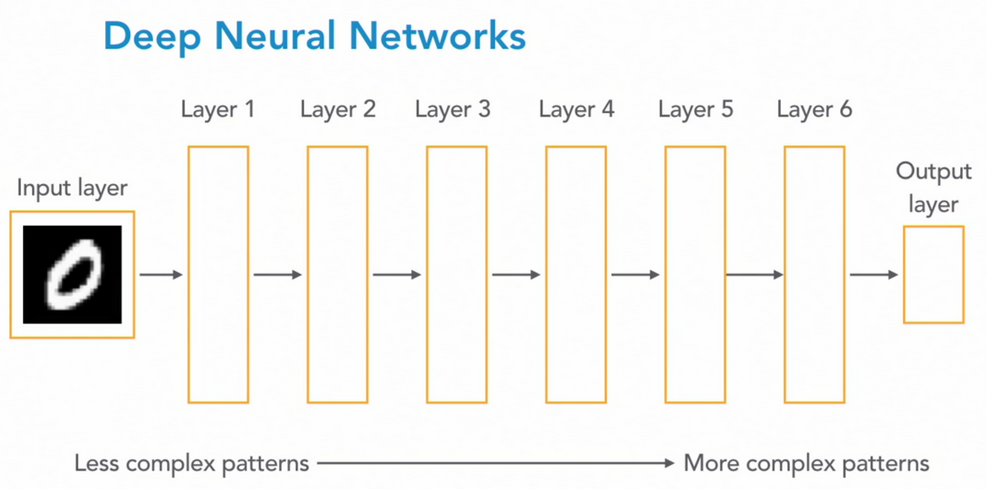 Deep Neural Networks
Layer 1
Layer 2
Layer 3
Layer 4
Layer 5
Layer 6
Input layer
0
Output
layer
Less complex patterns
More complex patterns